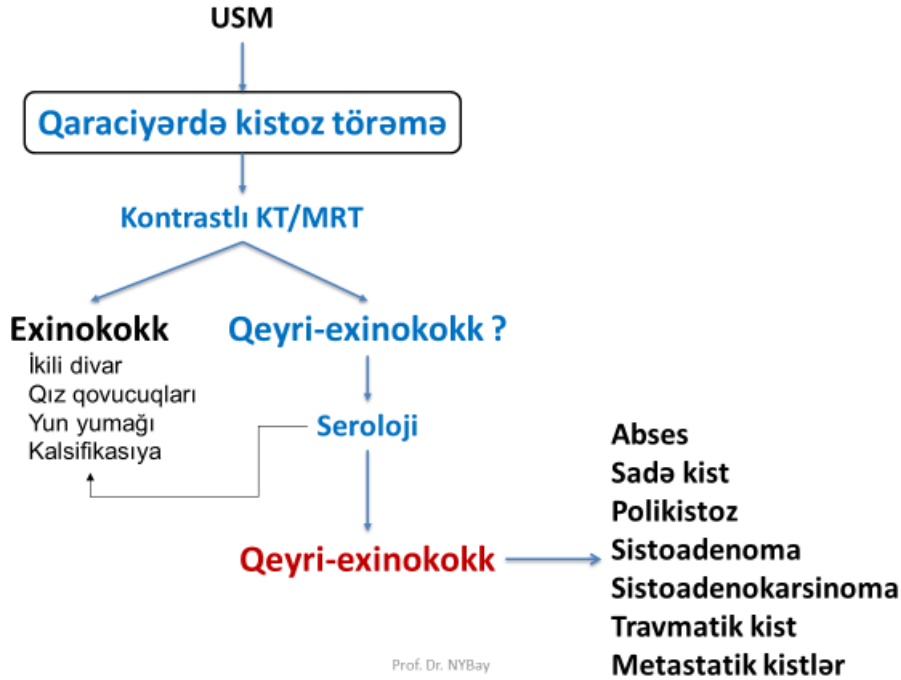 USM
Qaraciyərdə kistoz törəmə
Kontrastlı KT/MRT
Exinokokk
İkili divar
Qız qovucuqları
Yun yumağı
Kalsifikasıya
Qeyri-exinokokk ?
Seroloji
Qeyri-exinokokk
Abses
Sadə kist
Polikistoz
Sistoadenoma
Sistoadenokarsinoma
Travmatik kist
Metastatik kistlər
Prof. Dr. NYBay